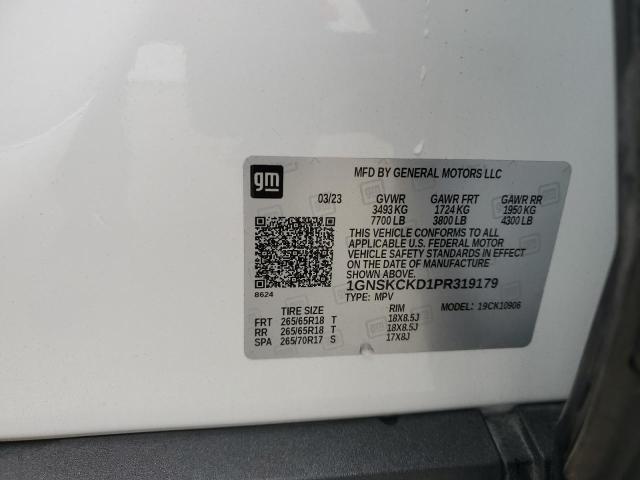 gm
MFD BY GENERAL MOTORS LLC
03/23 GVWR GAWR FRT GAWR RR
3493 KG 1724 KG 1950 KG
7700 LB 3800 LB 4300 LB
THIS VEHICLE CONFORMS TO ALL
APPLICABLE U.S. FEDERAL MOTOR
VEHICLE SAFETY STANDARDS IN
EFFECT ON THE DATE OF MANUFACTURE
SHOWN ABOVE.
1GNSKCKD1PR319179
8624 TYPE: MPV MODEL: 19CK10906
TIRE SIZE RIM
FRT 265/65R18 T 18X8.5J
RR 265/65R18 T 18X8.5J
SPA 265/70R17 S 17X8J